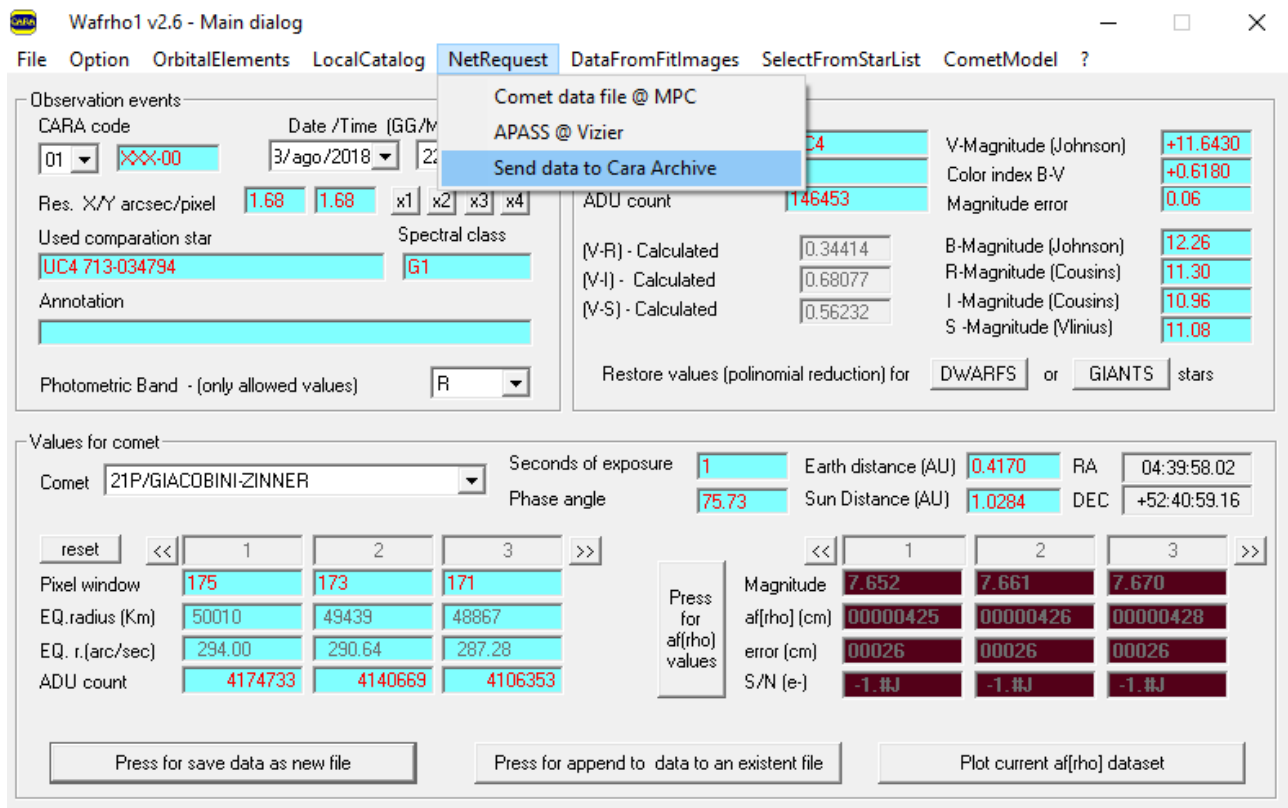 CARA Wafrho1 v2.6 - Main dialog
File Option OrbitalElements LocalCatalog NetRequest DataFromFitImages SelectFromStarList CometModel ?
Comet data file @ MPC
APASS @ Vizier
Send data to Cara Archive
Observation events
CARA code Date /Time (GG/M
01 XXX-00 3/ago/2018 22
Res. X/Y arcsec/pixel 1.68 1.68 x1 x2 x3 x4
Used comparation star Spectral class
UC4 713-034794 G1
Annotation
Photometric Band - (only allowed values) R
C4 V-Magnitude (Johnson) +11.6430
Color index B-V +0.6180
ADU count 146453 Magnitude error 0.06
(V-R) - Calculated 0.34414 B-Magnitude (Johnson) 12.26
(V-I) - Calculated 0.68077 R-Magnitude (Cousins) 11.30
(V-S) - Calculated 0.56232 I -Magnitude (Cousins) 10.96
S -Magnitude (Vlinius) 11.08
Restore values (polinomial reduction) for DWARFS or GIANTS stars
Values for comet
Comet 21P/GIACOBINI-ZINNER Seconds of exposure 1 Earth distance (AU) 0.4170 RA 04:39:58.02
Phase angle 75.73 Sun Distance (AU) 1.0284 DEC +52:40:59.16
reset << 1 2 3 >>
Pixel window 175 173 171
EQ.radius (Km) 50010 49439 48867
EQ. r.(arc/sec) 294.00 290.64 287.28
ADU count 4174733 4140669 4106353
Press
for
af(rho)
values
<< 1 2 3 >>
Magnitude 7.652 7.661 7.670
af[rho] (cm) 00000425 00000426 00000428
error (cm) 00026 00026 00026
S/N (e-) -1.#J -1.#J -1.#J
Press for save data as new file Press for append to data to an existent file Plot current af[rho] dataset